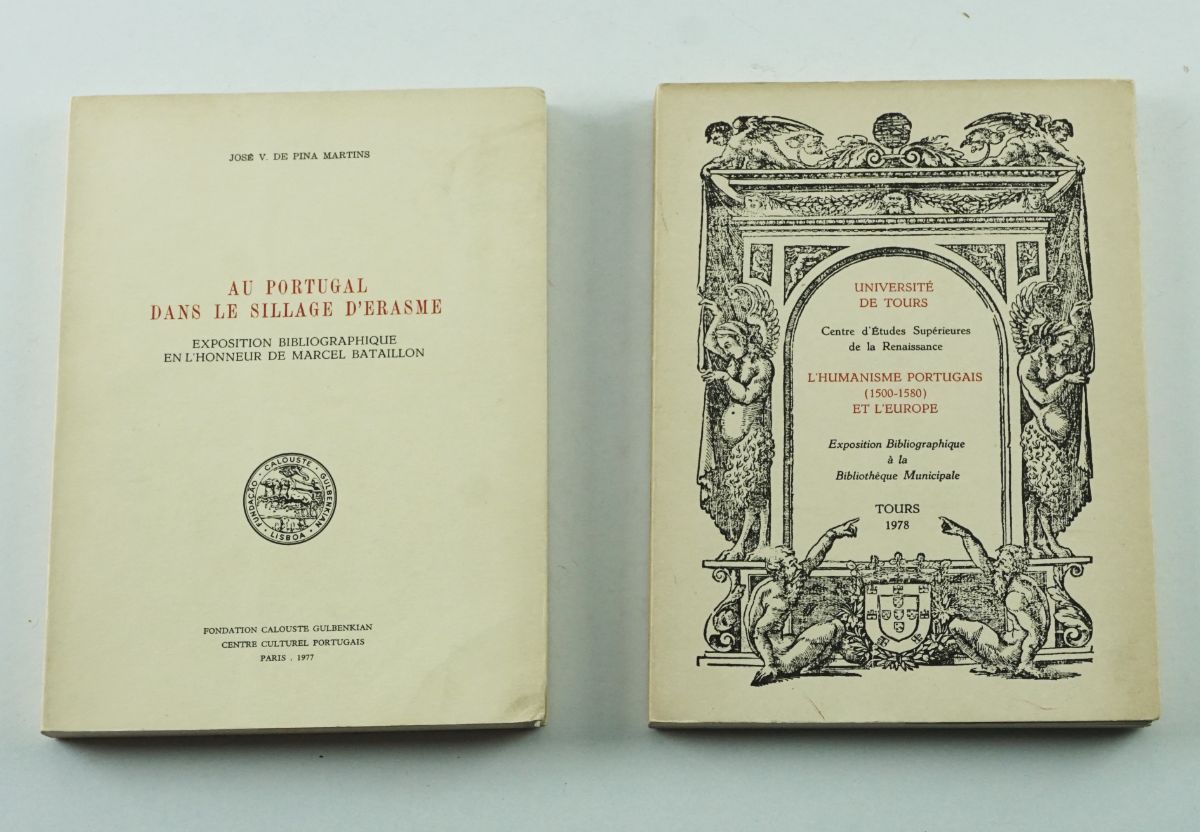 JOSÉ V. DE PINA MARTINS
AU PORTUGAL
DANS LE SILLAGE D'ERASME
EXPOSITION BIBLIOGRAPHIQUE
EN L'HONNEUR DE MARCEL BATAILLON
FUNDAÇÃO · CALOUSTE · GULBENKIAN · LISBOA ·
FONDATION CALOUSTE GULBENKIAN
CENTRE CULTUREL PORTUGAIS
PARIS . 1977
UNIVERSITÉ
DE TOURS
Centre d'Études Supérieures
de la Renaissance
L'HUMANISME PORTUGAIS
(1500-1580)
ET L'EUROPE
Exposition Bibliographique
à la
Bibliothèque Municipale
TOURS
1978